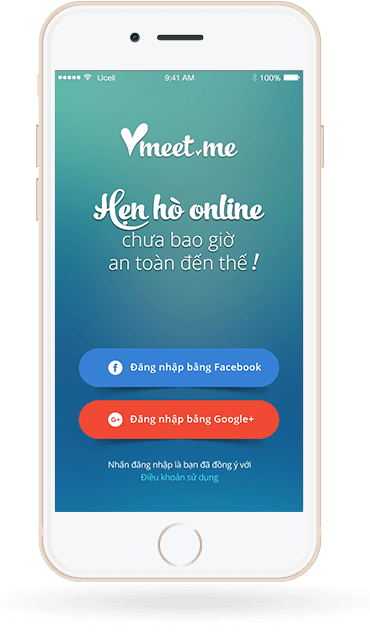 Ucell 9:41 AM 100%
Vmeet.me
Hẹn hò online
chưa bao giờ
an toàn đến thế!
f Đăng nhập bằng Facebook
G+ Đăng nhập bằng Google+
Nhấn đăng nhập là bạn đã đồng ý với
Điều khoản sử dụng